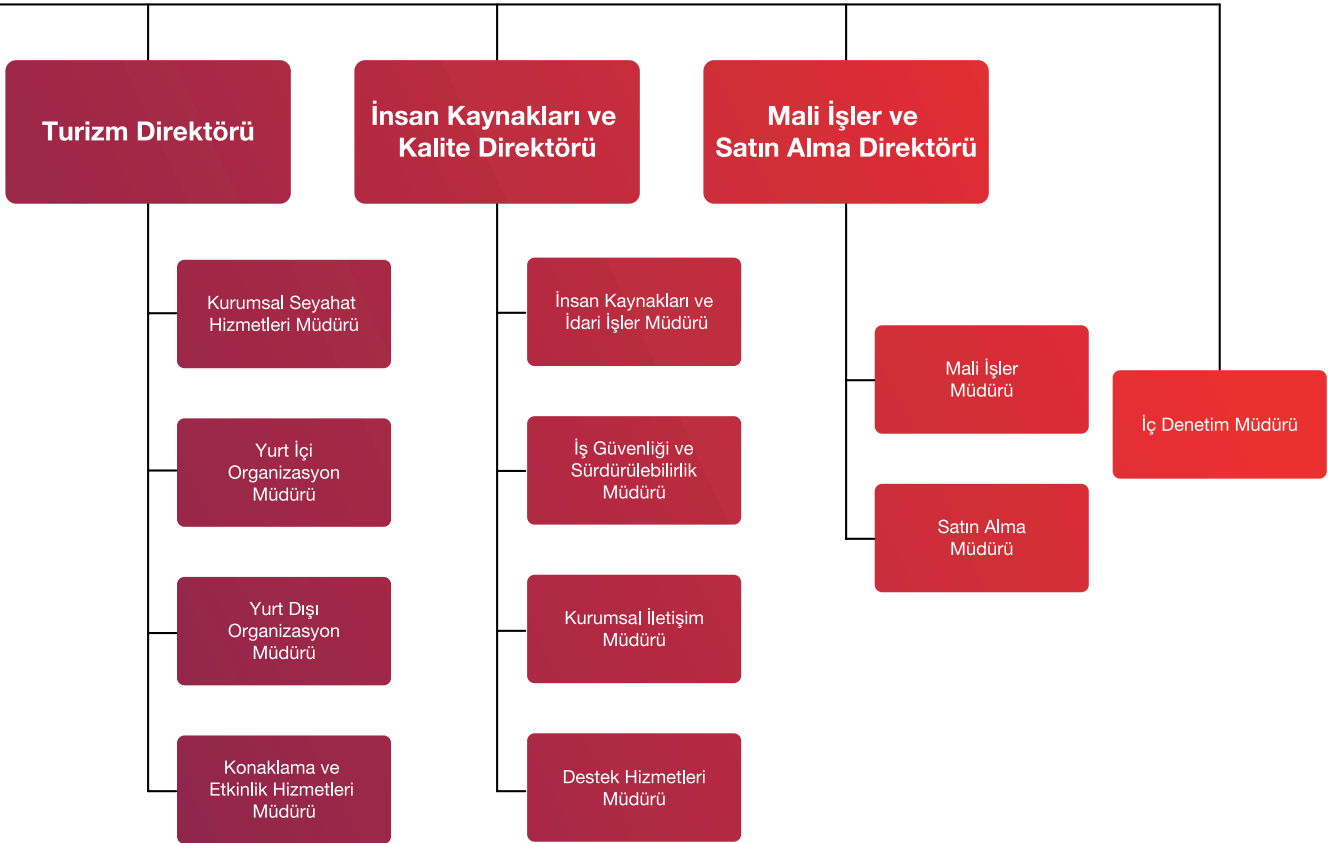 Turizm Direktörü
İnsan Kaynakları ve
Kalite Direktörü
Mali İşler ve
Satın Alma Direktörü
Kurumsal Seyahat
Hizmetleri Müdürü
Yurt İçi
Organizasyon
Müdürü
Yurt Dışı
Organizasyon
Müdürü
Konaklama ve
Etkinlik Hizmetleri
Müdürü
İnsan Kaynakları ve
İdari İşler Müdürü
İş Güvenliği ve
Sürdürülebilirlik
Müdürü
Kurumsal İletişim
Müdürü
Destek Hizmetleri
Müdürü
Mali İşler
Müdürü
Satın Alma
Müdürü
İç Denetim Müdürü